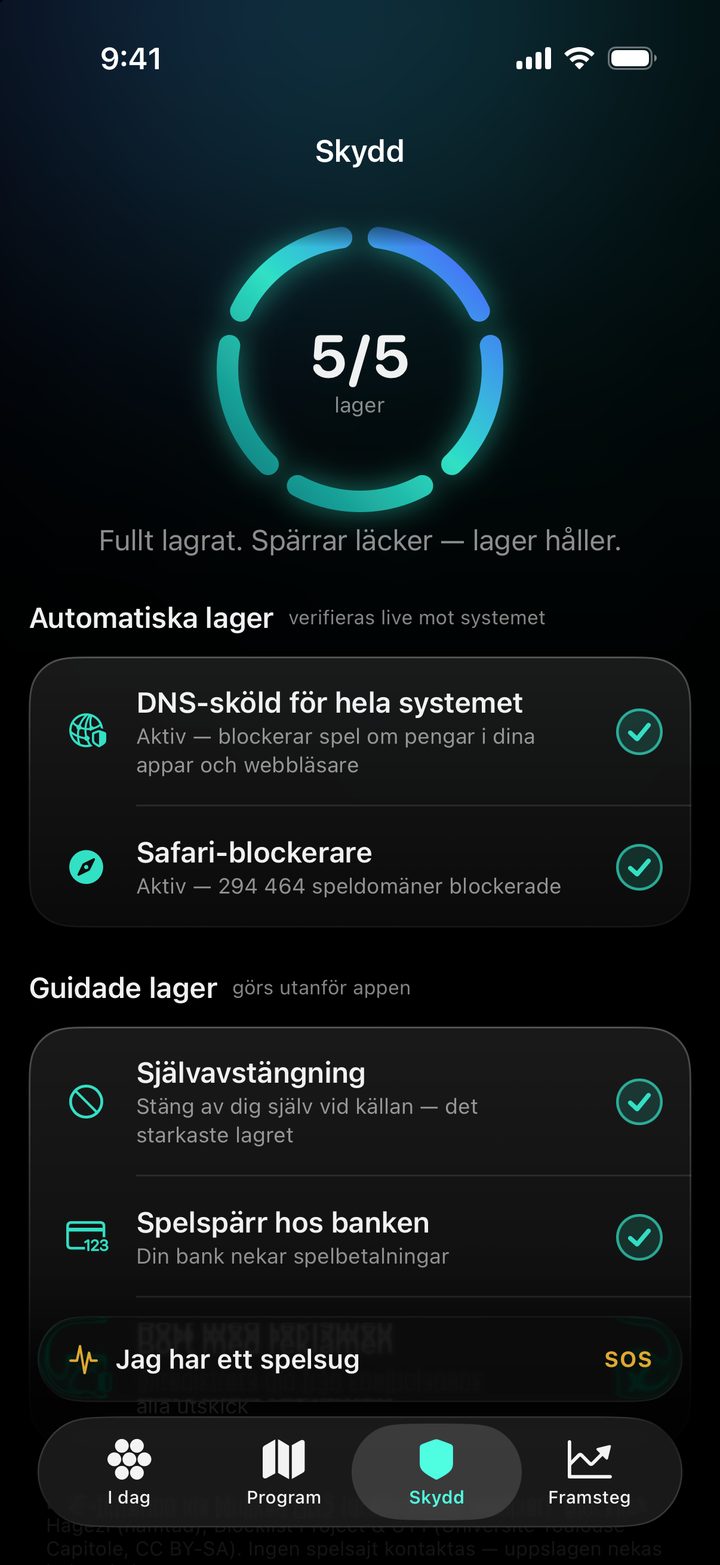 9:41
Skydd
5/5
lager
Fullt lagrat. Spärrar läcker — lager håller.
Automatiska lager verifieras live mot systemet
DNS-sköld för hela systemet
Aktiv — blockerar spel om pengar i dina
appar och webbläsare
Safari-blockerare
Aktiv — 294 464 speldomäner blockerade
Guidade lager görs utanför appen
Självavstängning
Stäng av dig själv vid källan — det
starkaste lagret
123
Spelspärr hos banken
Din bank nekar spelbetalningar
Jag har ett spelsug SOS
alla utskick
I dag Program Skydd Framsteg
Capitole, CC BY-SA). Ingen spelsajt kontaktas — uppslagen nekas